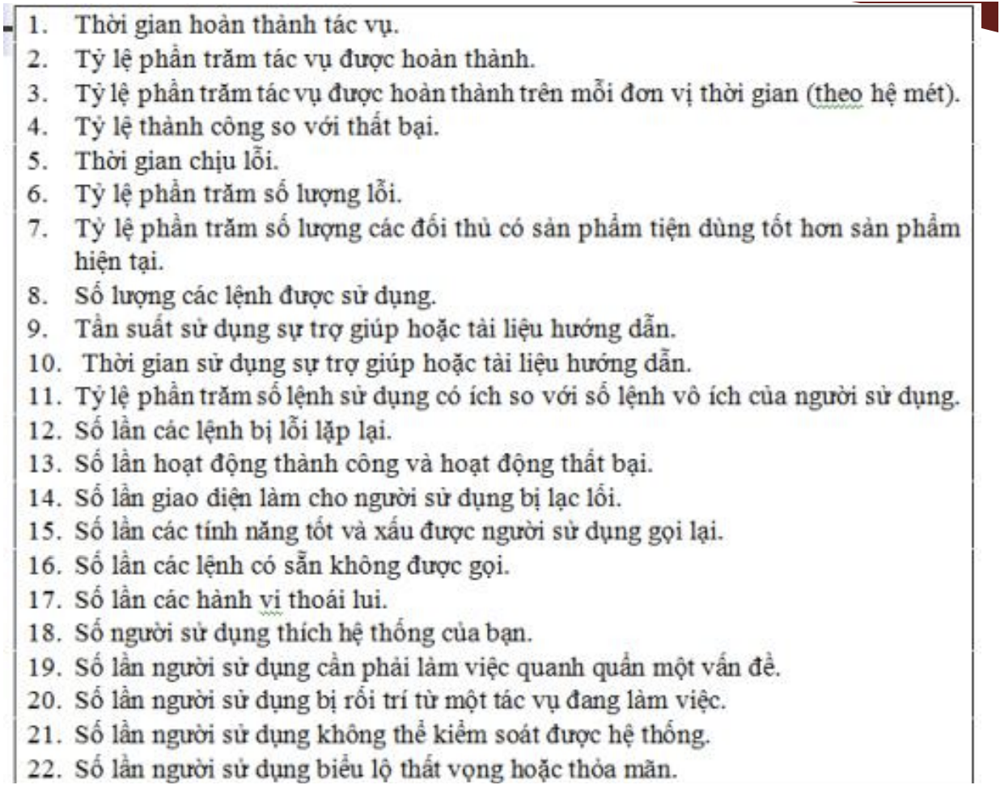 1. Thời gian hoàn thành tác vụ.
2. Tỷ lệ phần trăm tác vụ được hoàn thành.
3. Tỷ lệ phần trăm tác vụ được hoàn thành trên mỗi đơn vị thời gian (theo hệ mét).
4. Tỷ lệ thành công so với thất bại.
5. Thời gian chịu lỗi.
6. Tỷ lệ phần trăm số lượng lỗi.
7. Tỷ lệ phần trăm số lượng các đối thủ có sản phẩm tiện dùng tốt hơn sản phẩm
hiện tại.
8. Số lượng các lệnh được sử dụng.
9. Tần suất sử dụng sự trợ giúp hoặc tài liệu hướng dẫn.
10. Thời gian sử dụng sự trợ giúp hoặc tài liệu hướng dẫn.
11. Tỷ lệ phần trăm số lệnh sử dụng có ích so với số lệnh vô ích của người sử dụng.
12. Số lần các lệnh bị lỗi lặp lại.
13. Số lần hoạt động thành công và hoạt động thất bại.
14. Số lần giao diện làm cho người sử dụng bị lạc lối.
15. Số lần các tính năng tốt và xấu được người sử dụng gọi lại.
16. Số lần các lệnh có sẵn không được gọi.
17. Số lần các hành vi thoái lui.
18. Số người sử dụng thích hệ thống của bạn.
19. Số lần người sử dụng cần phải làm việc quanh quẩn một vấn đề.
20. Số lần người sử dụng bị rối trí từ một tác vụ đang làm việc.
21. Số lần người sử dụng không thể kiểm soát được hệ thống.
22. Số lần người sử dụng biểu lộ thất vọng hoặc thỏa mãn.